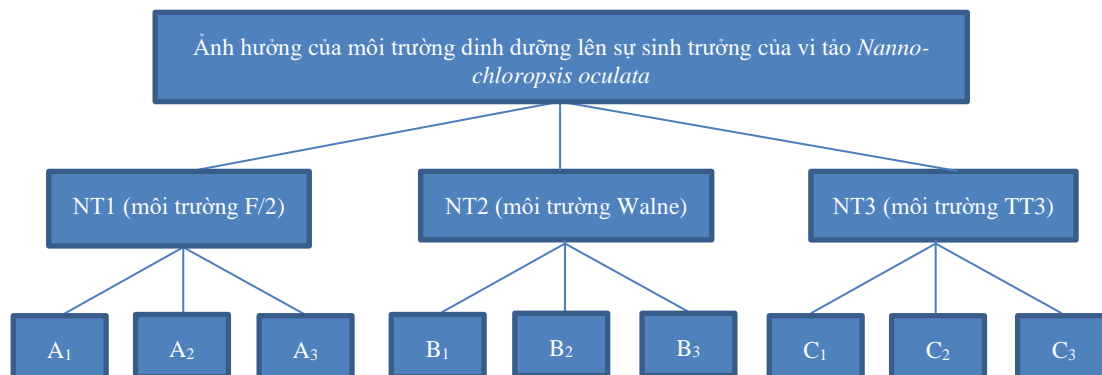 Ảnh hưởng của môi trường dinh dưỡng lên sự sinh trưởng của vi tảo Nanno-
chloropsis oculata
NT1 (môi trường F/2)
NT2 (môi trường Walne)
NT3 (môi trường TT3)
A₁
A₂
A₃
B₁
B₂
B₃
C₁
C₂
C₃